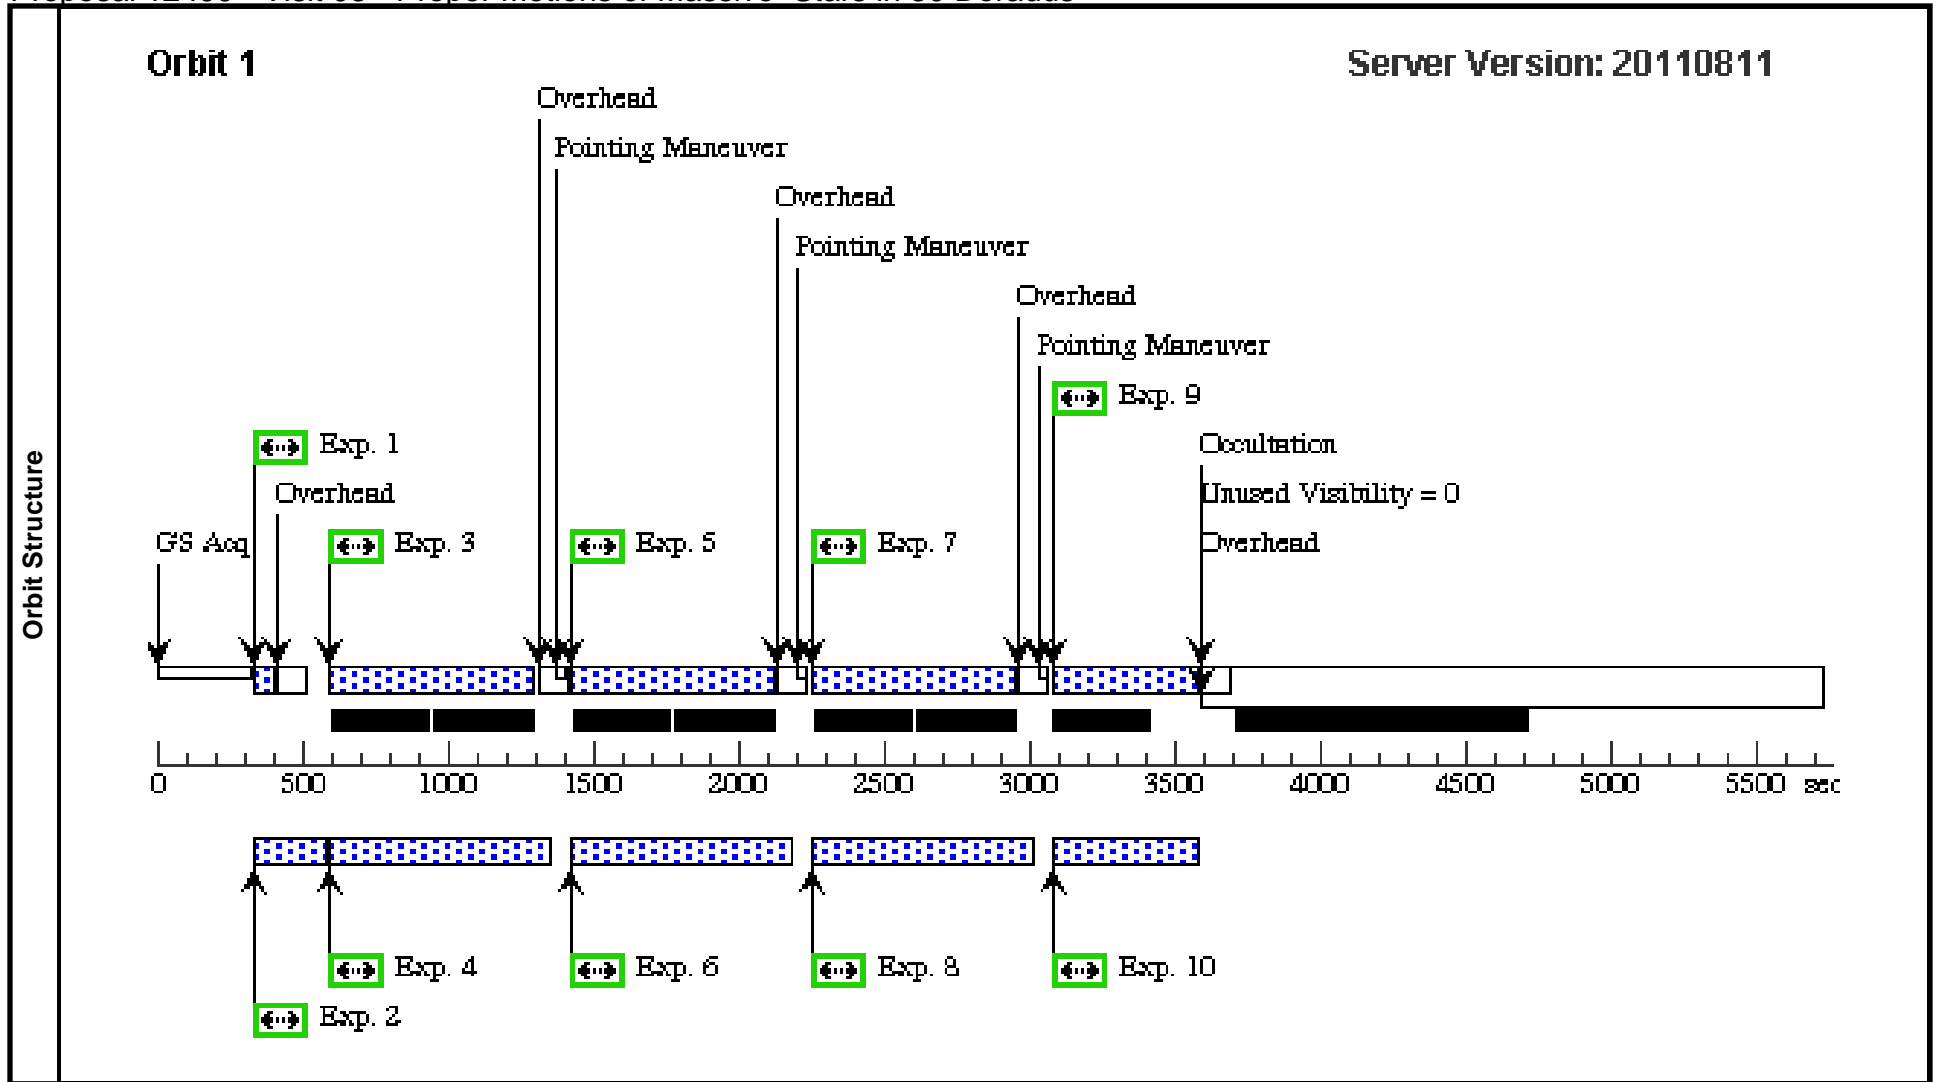 Orbit 1
Server Version: 20110811
Overhead
Pointing Maneuver
Overhead
Pointing Maneuver
Overhead
Pointing Maneuver
Exp. 9
Exp. 1
Occultation
Overhead
Unused Visibility = 0
GS Acq
Exp. 3
Exp. 5
Exp. 7
Overhead
Orbit Structure
0 500 1000 1500 2000 2500 3000 3500 4000 4500 5000 5500 sec
Exp. 4
Exp. 6
Exp. 8
Exp. 10
Exp. 2